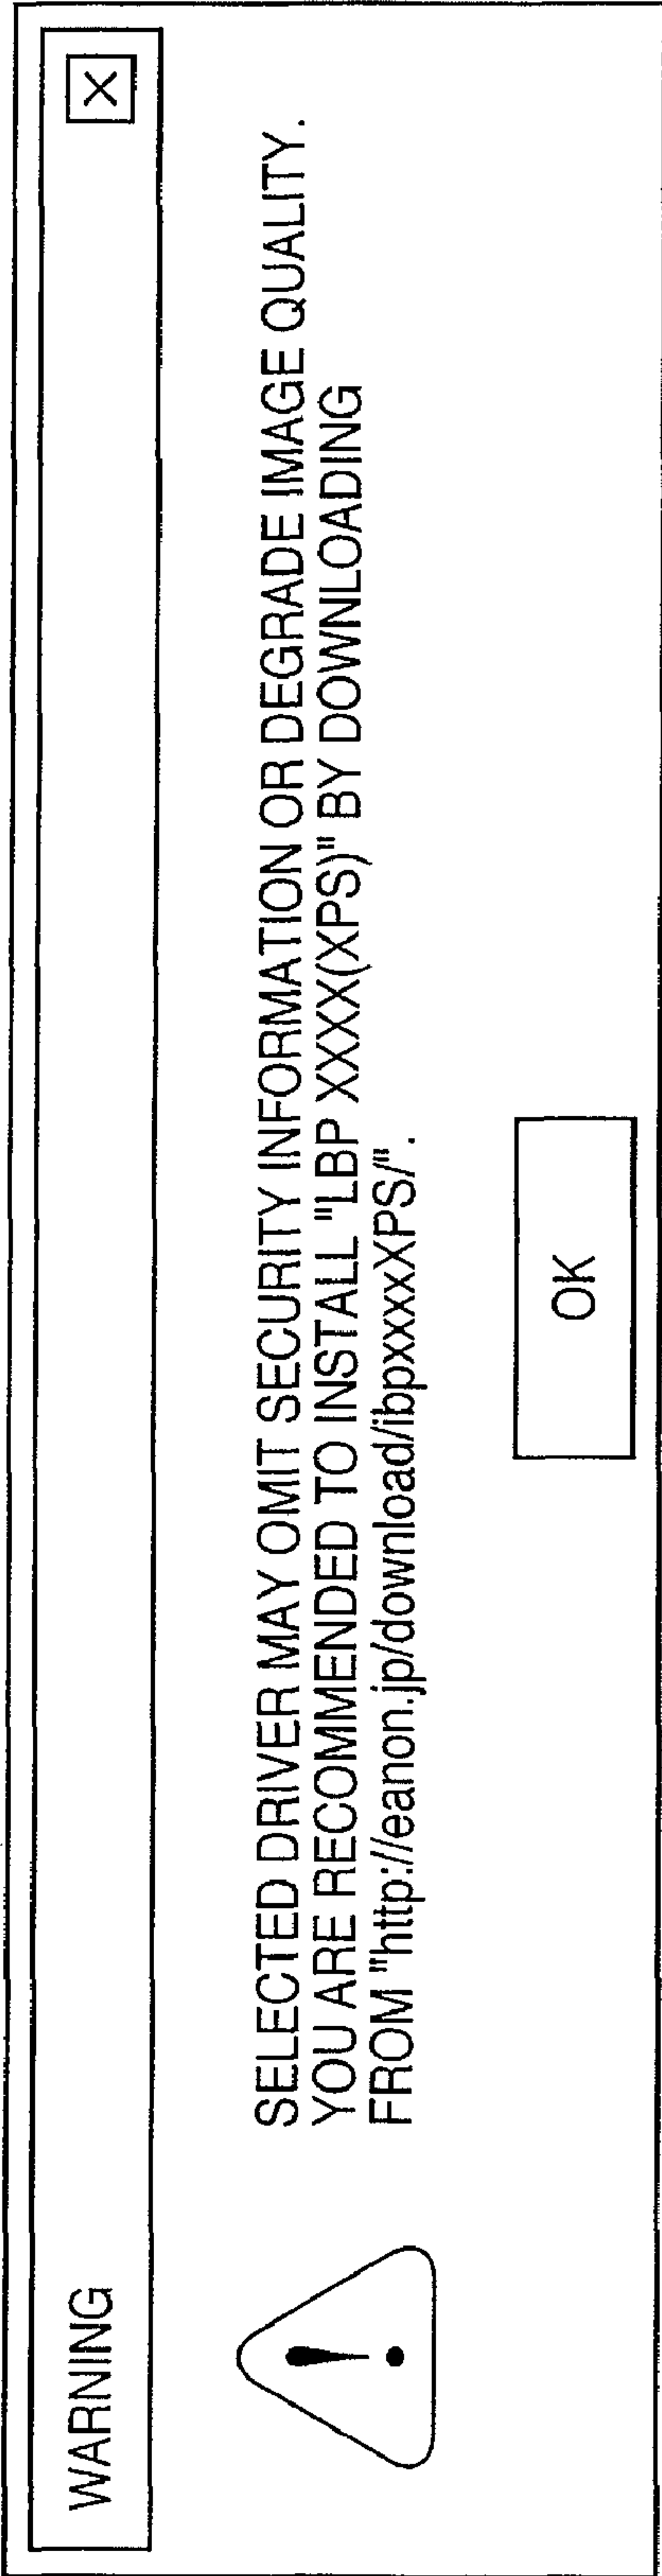 WARNING
X
SELECTED DRIVER MAY OMIT SECURITY INFORMATION OR DEGRADE IMAGE QUALITY.
YOU ARE RECOMMENDED TO INSTALL "LBP XXXX(XPS)" BY DOWNLOADING
FROM "http://eanon.jp/download/ibpxxxxXPS/".
OK